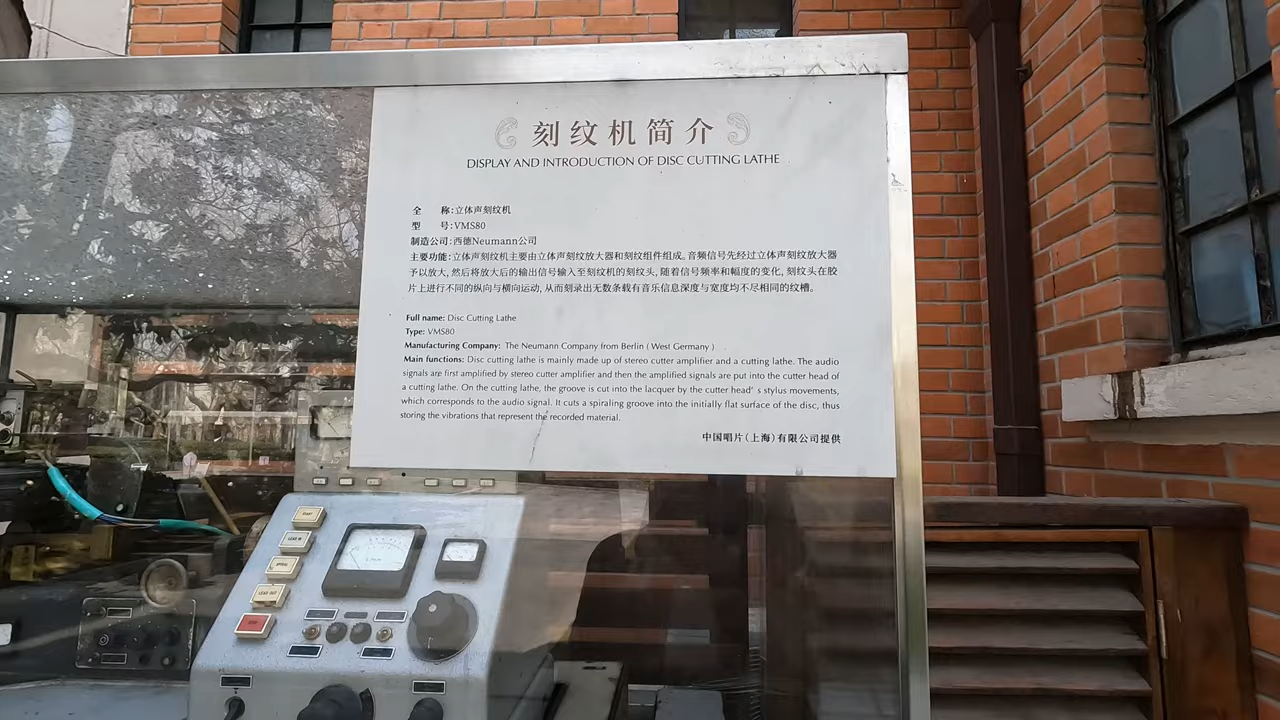 刻纹机简介
DISPLAY AND INTRODUCTION OF DISC CUTTING LATHE
全 称:立体声刻纹机
型 号:VMS80
制造公司:西德Neumann公司
主要功能:立体声刻纹机主要由立体声刻纹放大器和刻纹组件组成。音频信号先经过立体声刻纹放大器
予以放大,然后将放大后的输出信号输入至刻纹机的刻纹头,随着信号频率和幅度的变化,刻纹头在胶
片上进行不同的纵向与横向运动,从而刻录出无数条载有音乐信息深度与宽度均不尽相同的纹槽。
Full name: Disc Cutting Lathe
Type: VMS80
Manufacturing Company: The Neumann Company from Berlin ( West Germany )
Main functions: Disc cutting lathe is mainly made up of stereo cutter amplifier and a cutting lathe. The audio
signals are first amplified by stereo cutter amplifier and then the amplified signals are put into the cutter head of
a cutting lathe. On the cutting lathe, the groove is cut into the lacquer by the cutter head' s stylus movements,
which corresponds to the audio signal. It cuts a spiraling groove into the initially flat surface of the disc, thus
storing the vibrations that represent the recorded material.
中国唱片(上海)有限公司提供
START
LEAD IN
SPIRAL
LEAD OUT